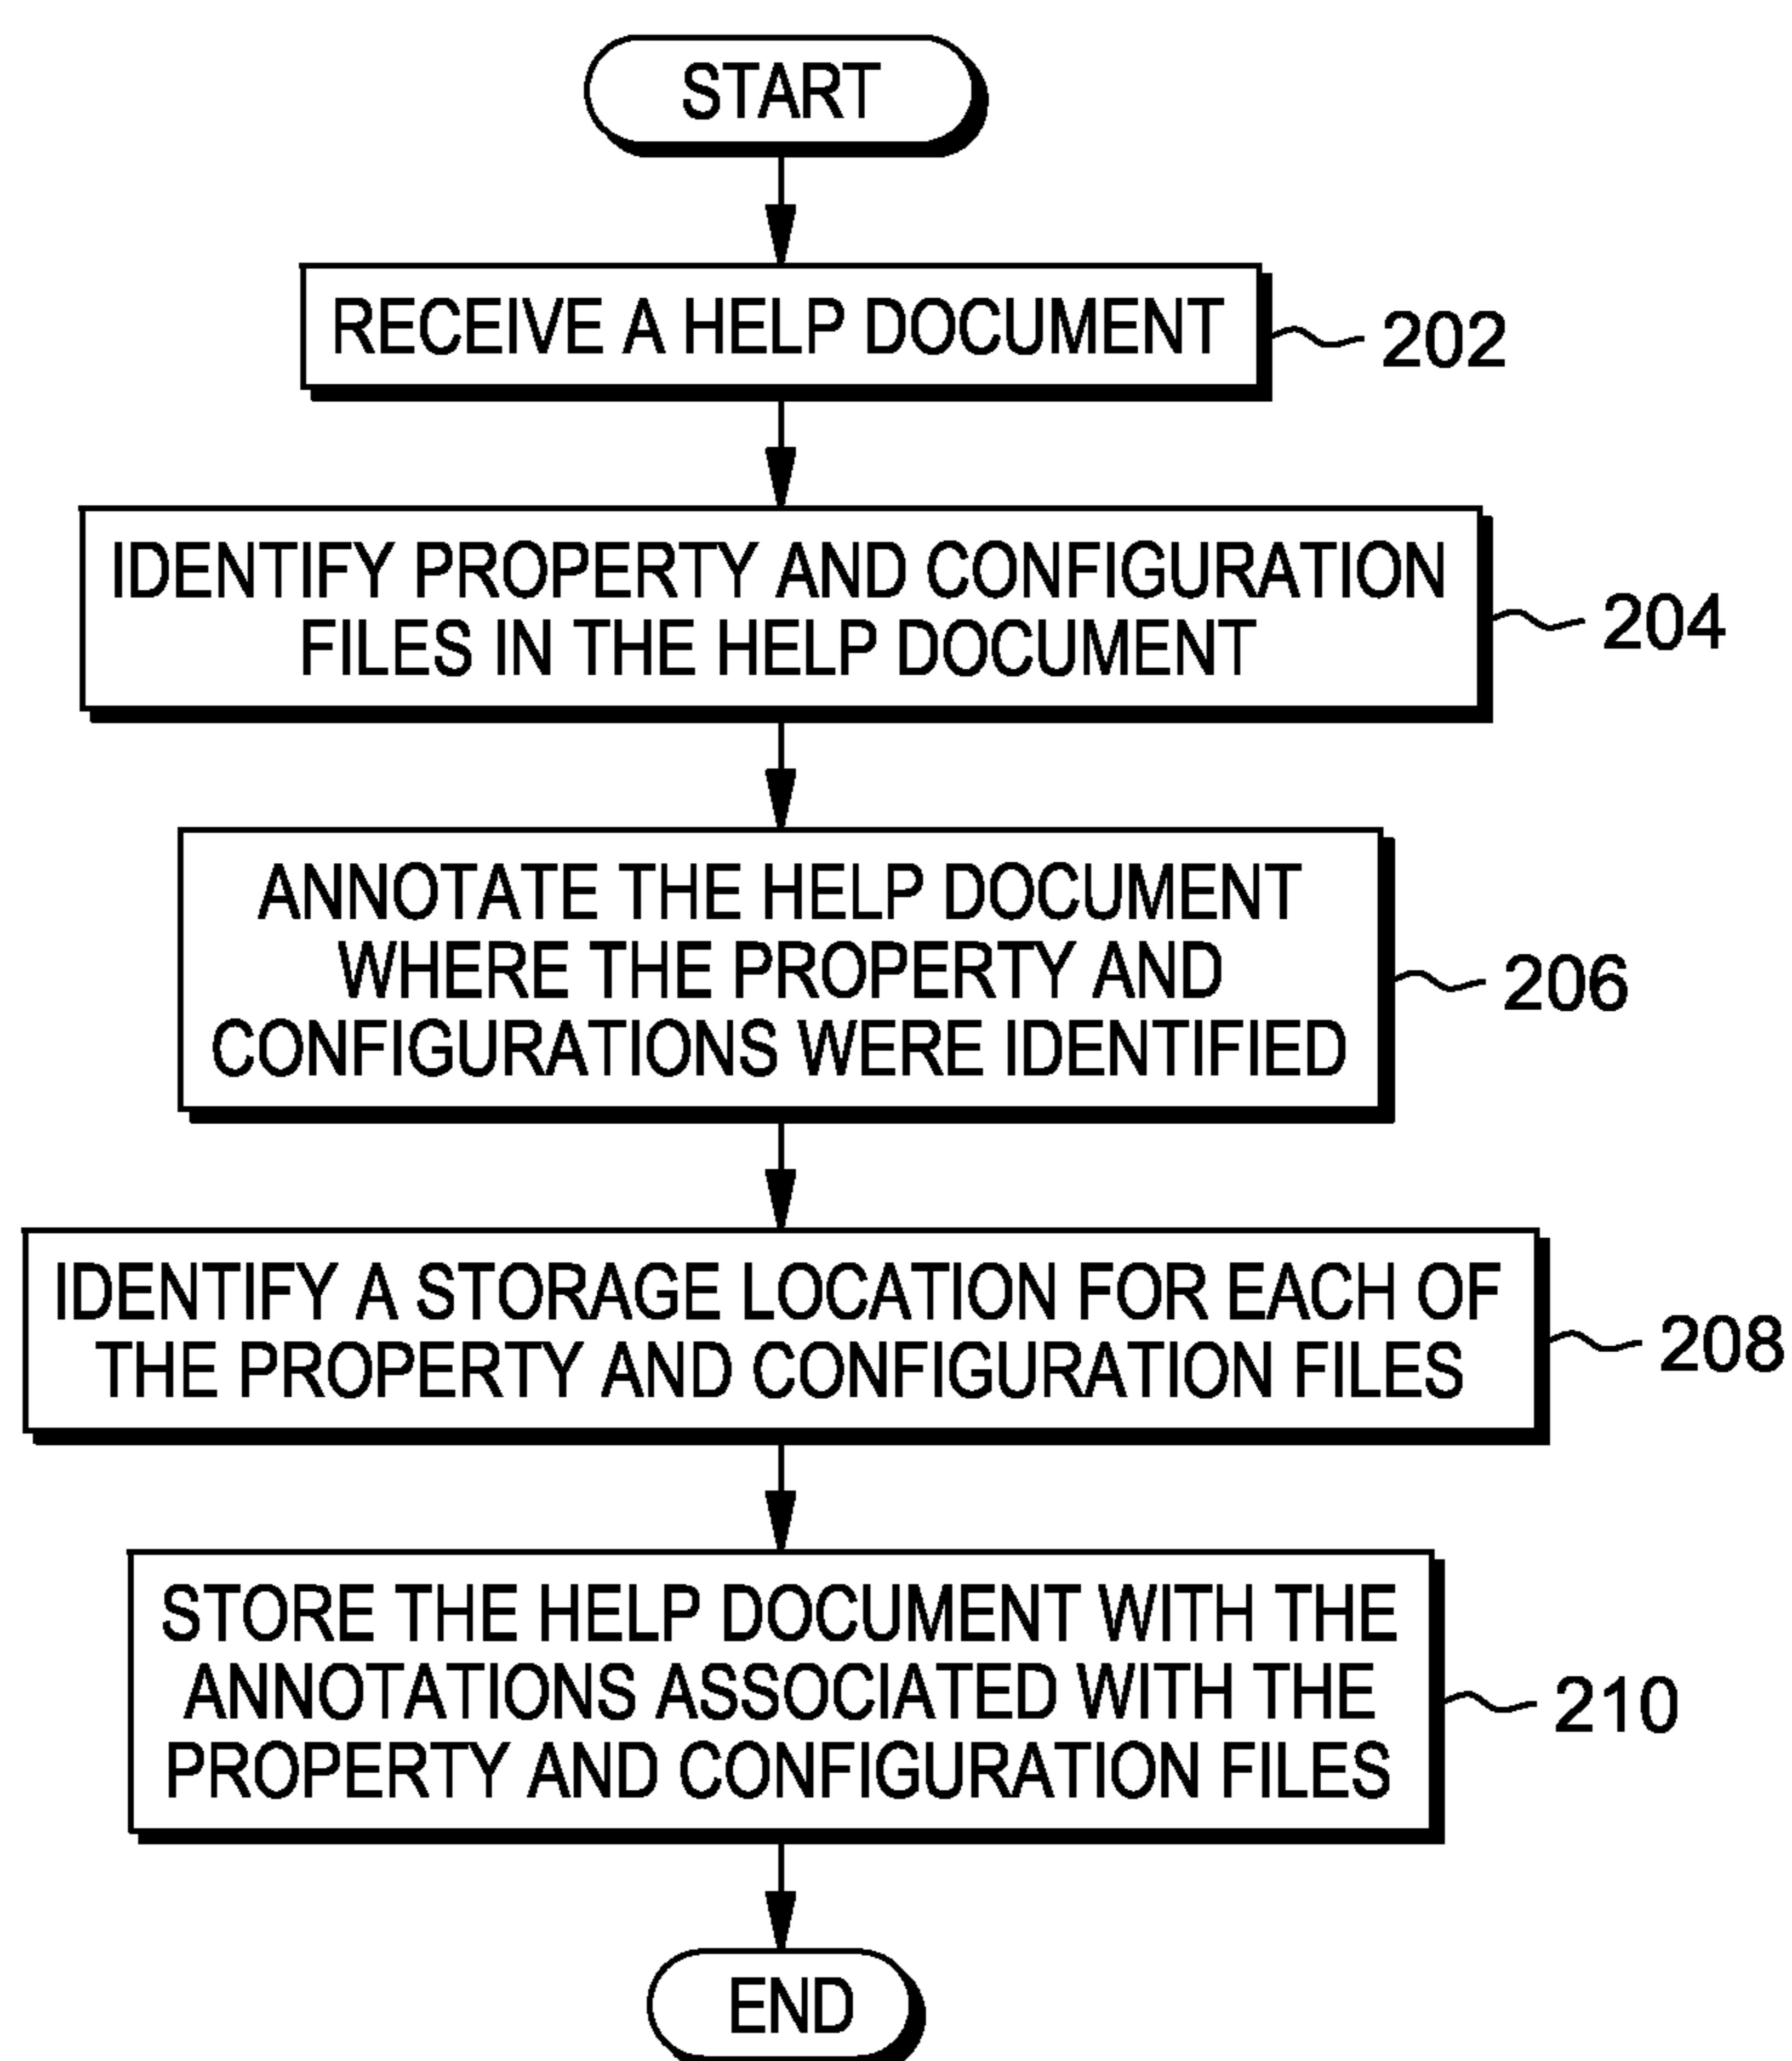 START
RECEIVE A HELP DOCUMENT
202
IDENTIFY PROPERTY AND CONFIGURATION
FILES IN THE HELP DOCUMENT
204
ANNOTATE THE HELP DOCUMENT
WHERE THE PROPERTY AND
CONFIGURATIONS WERE IDENTIFIED
206
IDENTIFY A STORAGE LOCATION FOR EACH OF
THE PROPERTY AND CONFIGURATION FILES
208
STORE THE HELP DOCUMENT WITH THE
ANNOTATIONS ASSOCIATED WITH THE
PROPERTY AND CONFIGURATION FILES
210
END